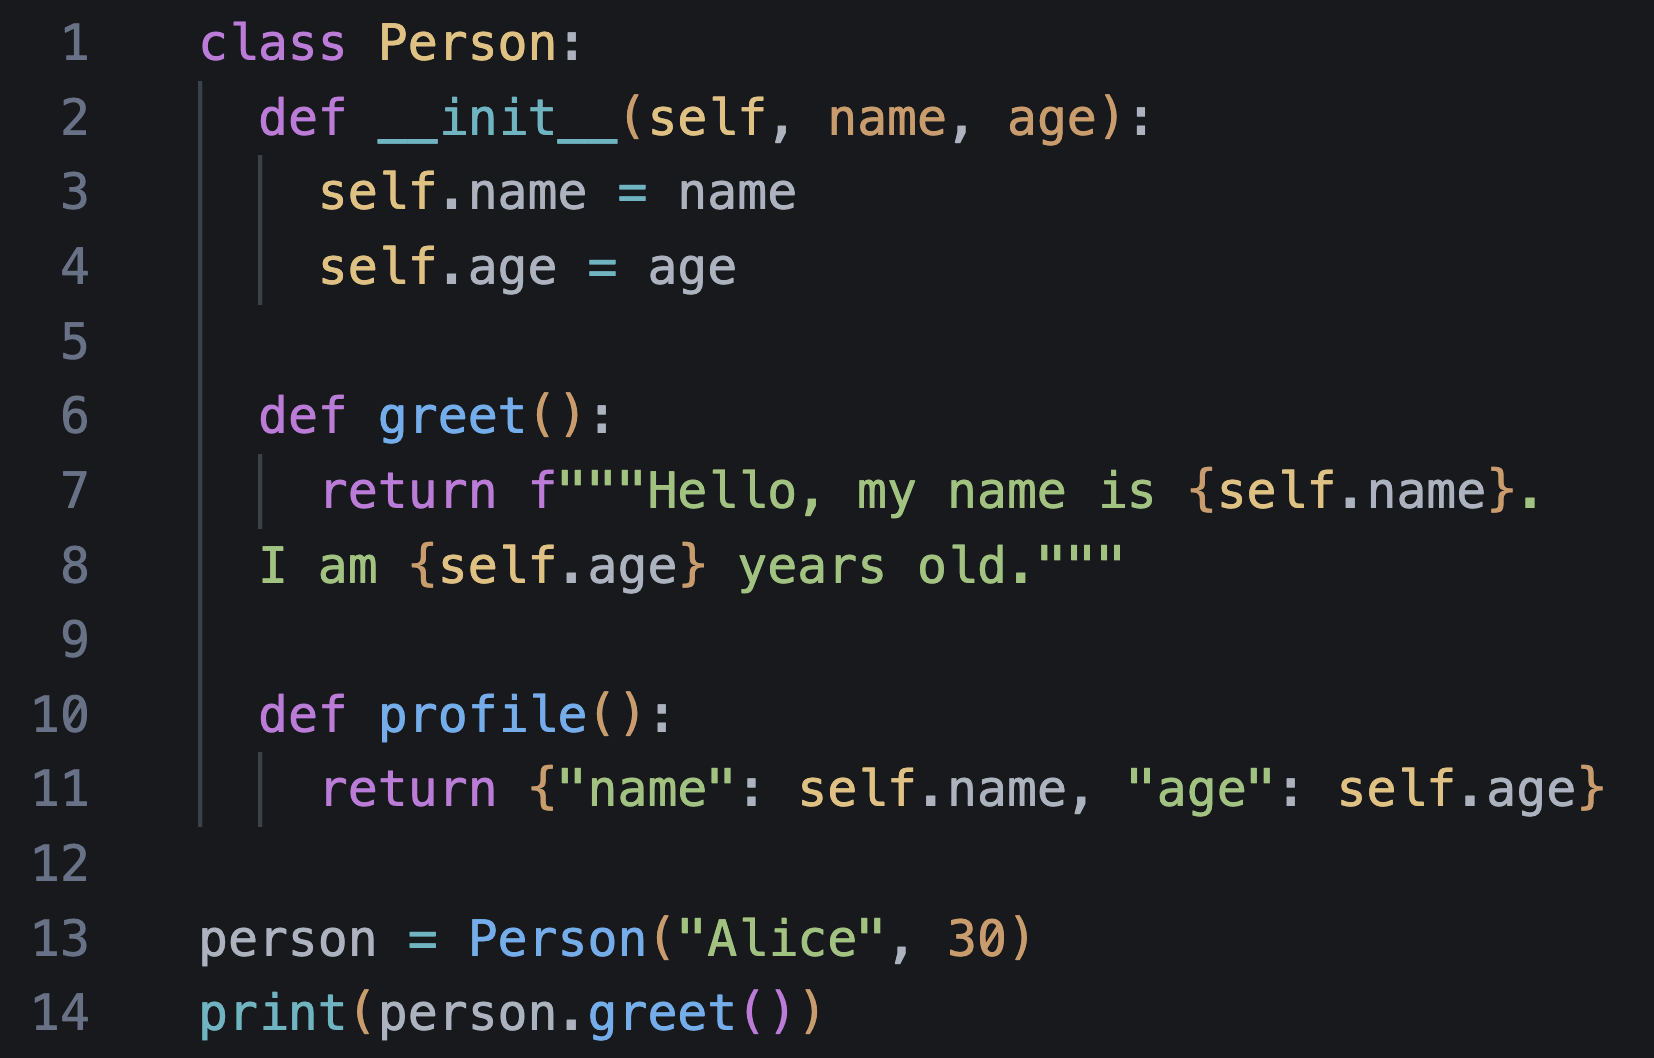 1 class Person:
2   def __init__(self, name, age):
3     self.name = name
4     self.age = age
5
6   def greet():
7     return f"""Hello, my name is {self.name}.
8   I am {self.age} years old."""
9
10   def profile():
11     return {"name": self.name, "age": self.age}
12
13 person = Person("Alice", 30)
14 print(person.greet())